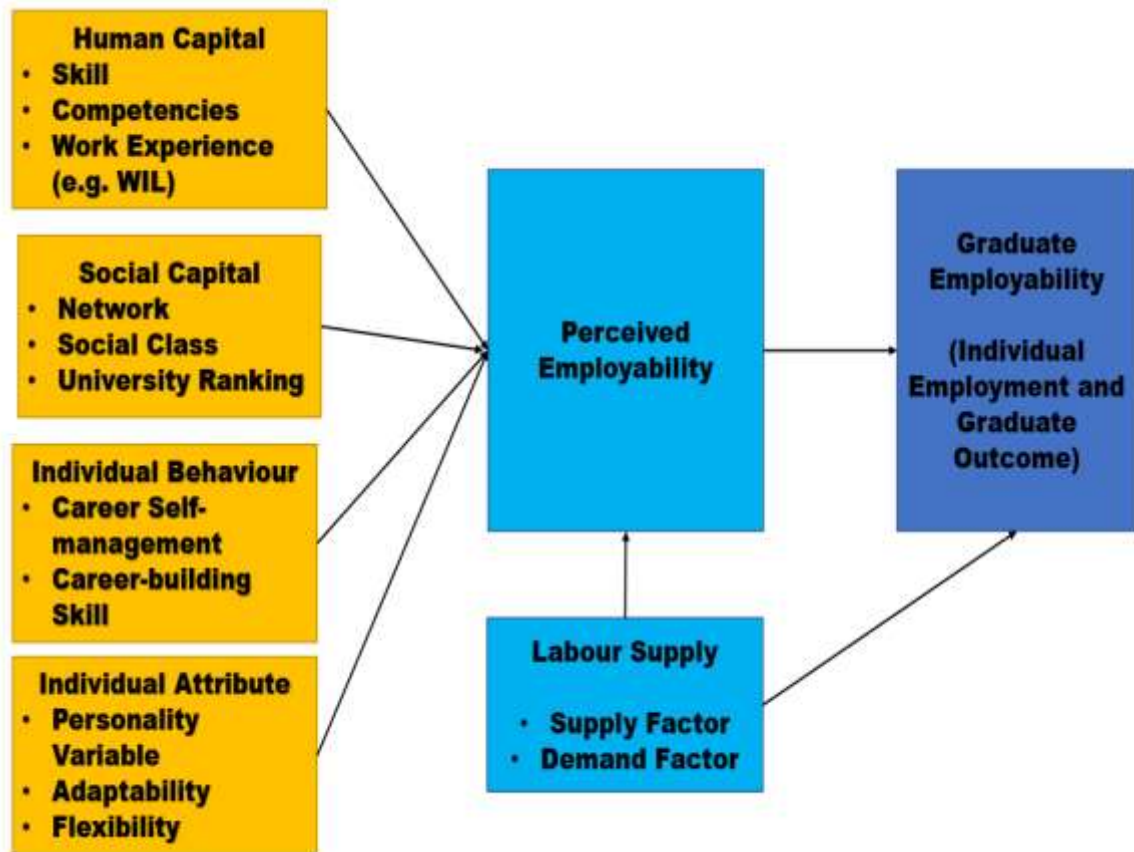 Human Capital
• Skill
• Competencies
• Work Experience
(e.g. WIL)
Social Capital
• Network
• Social Class
• University Ranking
Individual Behaviour
• Career Self-
management
• Career-building
Skill
Individual Attribute
• Personality
Variable
• Adaptability
• Flexibility
Perceived
Employability
Labour Supply
• Supply Factor
• Demand Factor
Graduate
Employability
(Individual
Employment and
Graduate
Outcome)